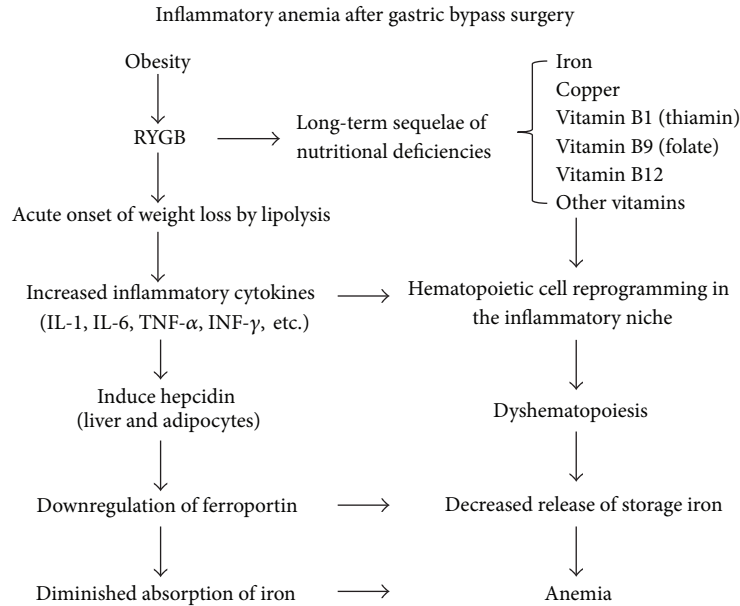 Inflammatory anemia after gastric bypass surgery
Obesity
RYGB
Long-term sequelae of
nutritional deficiencies
Iron
Copper
Vitamin B1 (thiamin)
Vitamin B9 (folate)
Vitamin B12
Other vitamins
Acute onset of weight loss by lipolysis
Increased inflammatory cytokines
(IL-1, IL-6, TNF-α, INF-γ, etc.)
Hematopoietic cell reprogramming in
the inflammatory niche
Induce hepcidin
(liver and adipocytes)
Dyshematopoiesis
Downregulation of ferroportin
Decreased release of storage iron
Diminished absorption of iron
Anemia